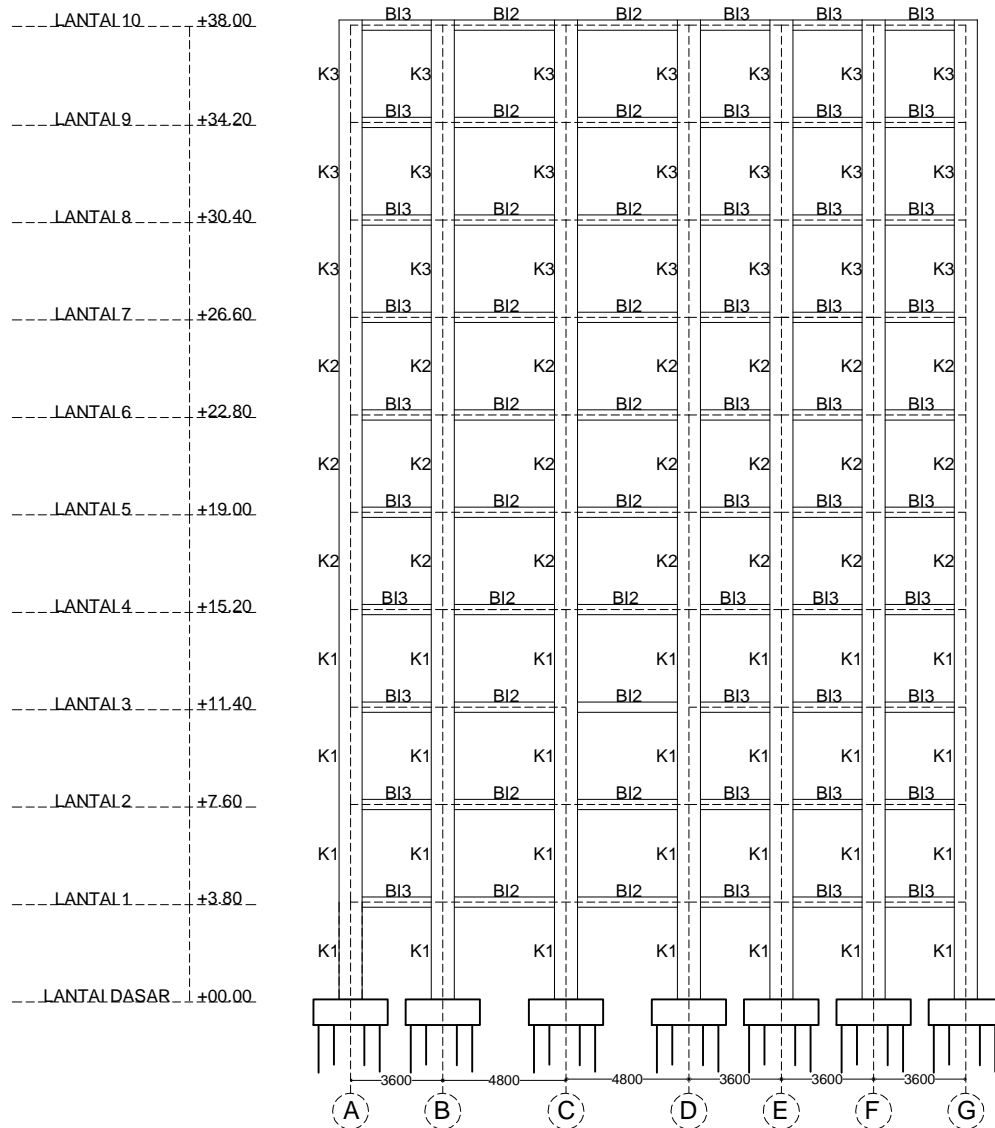 BI3 BI2 BI2 BI3 BI3 BI3
LANTAI 10 +38.00
K3 K3 K3 K3 K3 K3 K3
BI3 BI2 BI2 BI3 BI3 BI3
LANTAI 9 +34.20
K3 K3 K3 K3 K3 K3 K3
BI3 BI2 BI2 BI3 BI3 BI3
LANTAI 8 +30.40
K3 K3 K3 K3 K3 K3 K3
BI3 BI2 BI2 BI3 BI3 BI3
LANTAI 7 +26.60
K2 K2 K2 K2 K2 K2 K2
BI3 BI2 BI2 BI3 BI3 BI3
LANTAI 6 +22.80
K2 K2 K2 K2 K2 K2 K2
BI3 BI2 BI2 BI3 BI3 BI3
LANTAI 5 +19.00
K2 K2 K2 K2 K2 K2 K2
BI3 BI2 BI2 BI3 BI3 BI3
LANTAI 4 +15.20
K1 K1 K1 K1 K1 K1 K1
BI3 BI2 BI2 BI3 BI3 BI3
LANTAI 3 +11.40
K1 K1 K1 K1 K1 K1 K1
BI3 BI2 BI2 BI3 BI3 BI3
LANTAI 2 +7.60
K1 K1 K1 K1 K1 K1 K1
BI3 BI2 BI2 BI3 BI3 BI3
LANTAI 1 +3.80
K1 K1 K1 K1 K1 K1 K1
LANTAI DASAR +00.00
3600 4800 4800 3600 3600 3600
A B C D E F G